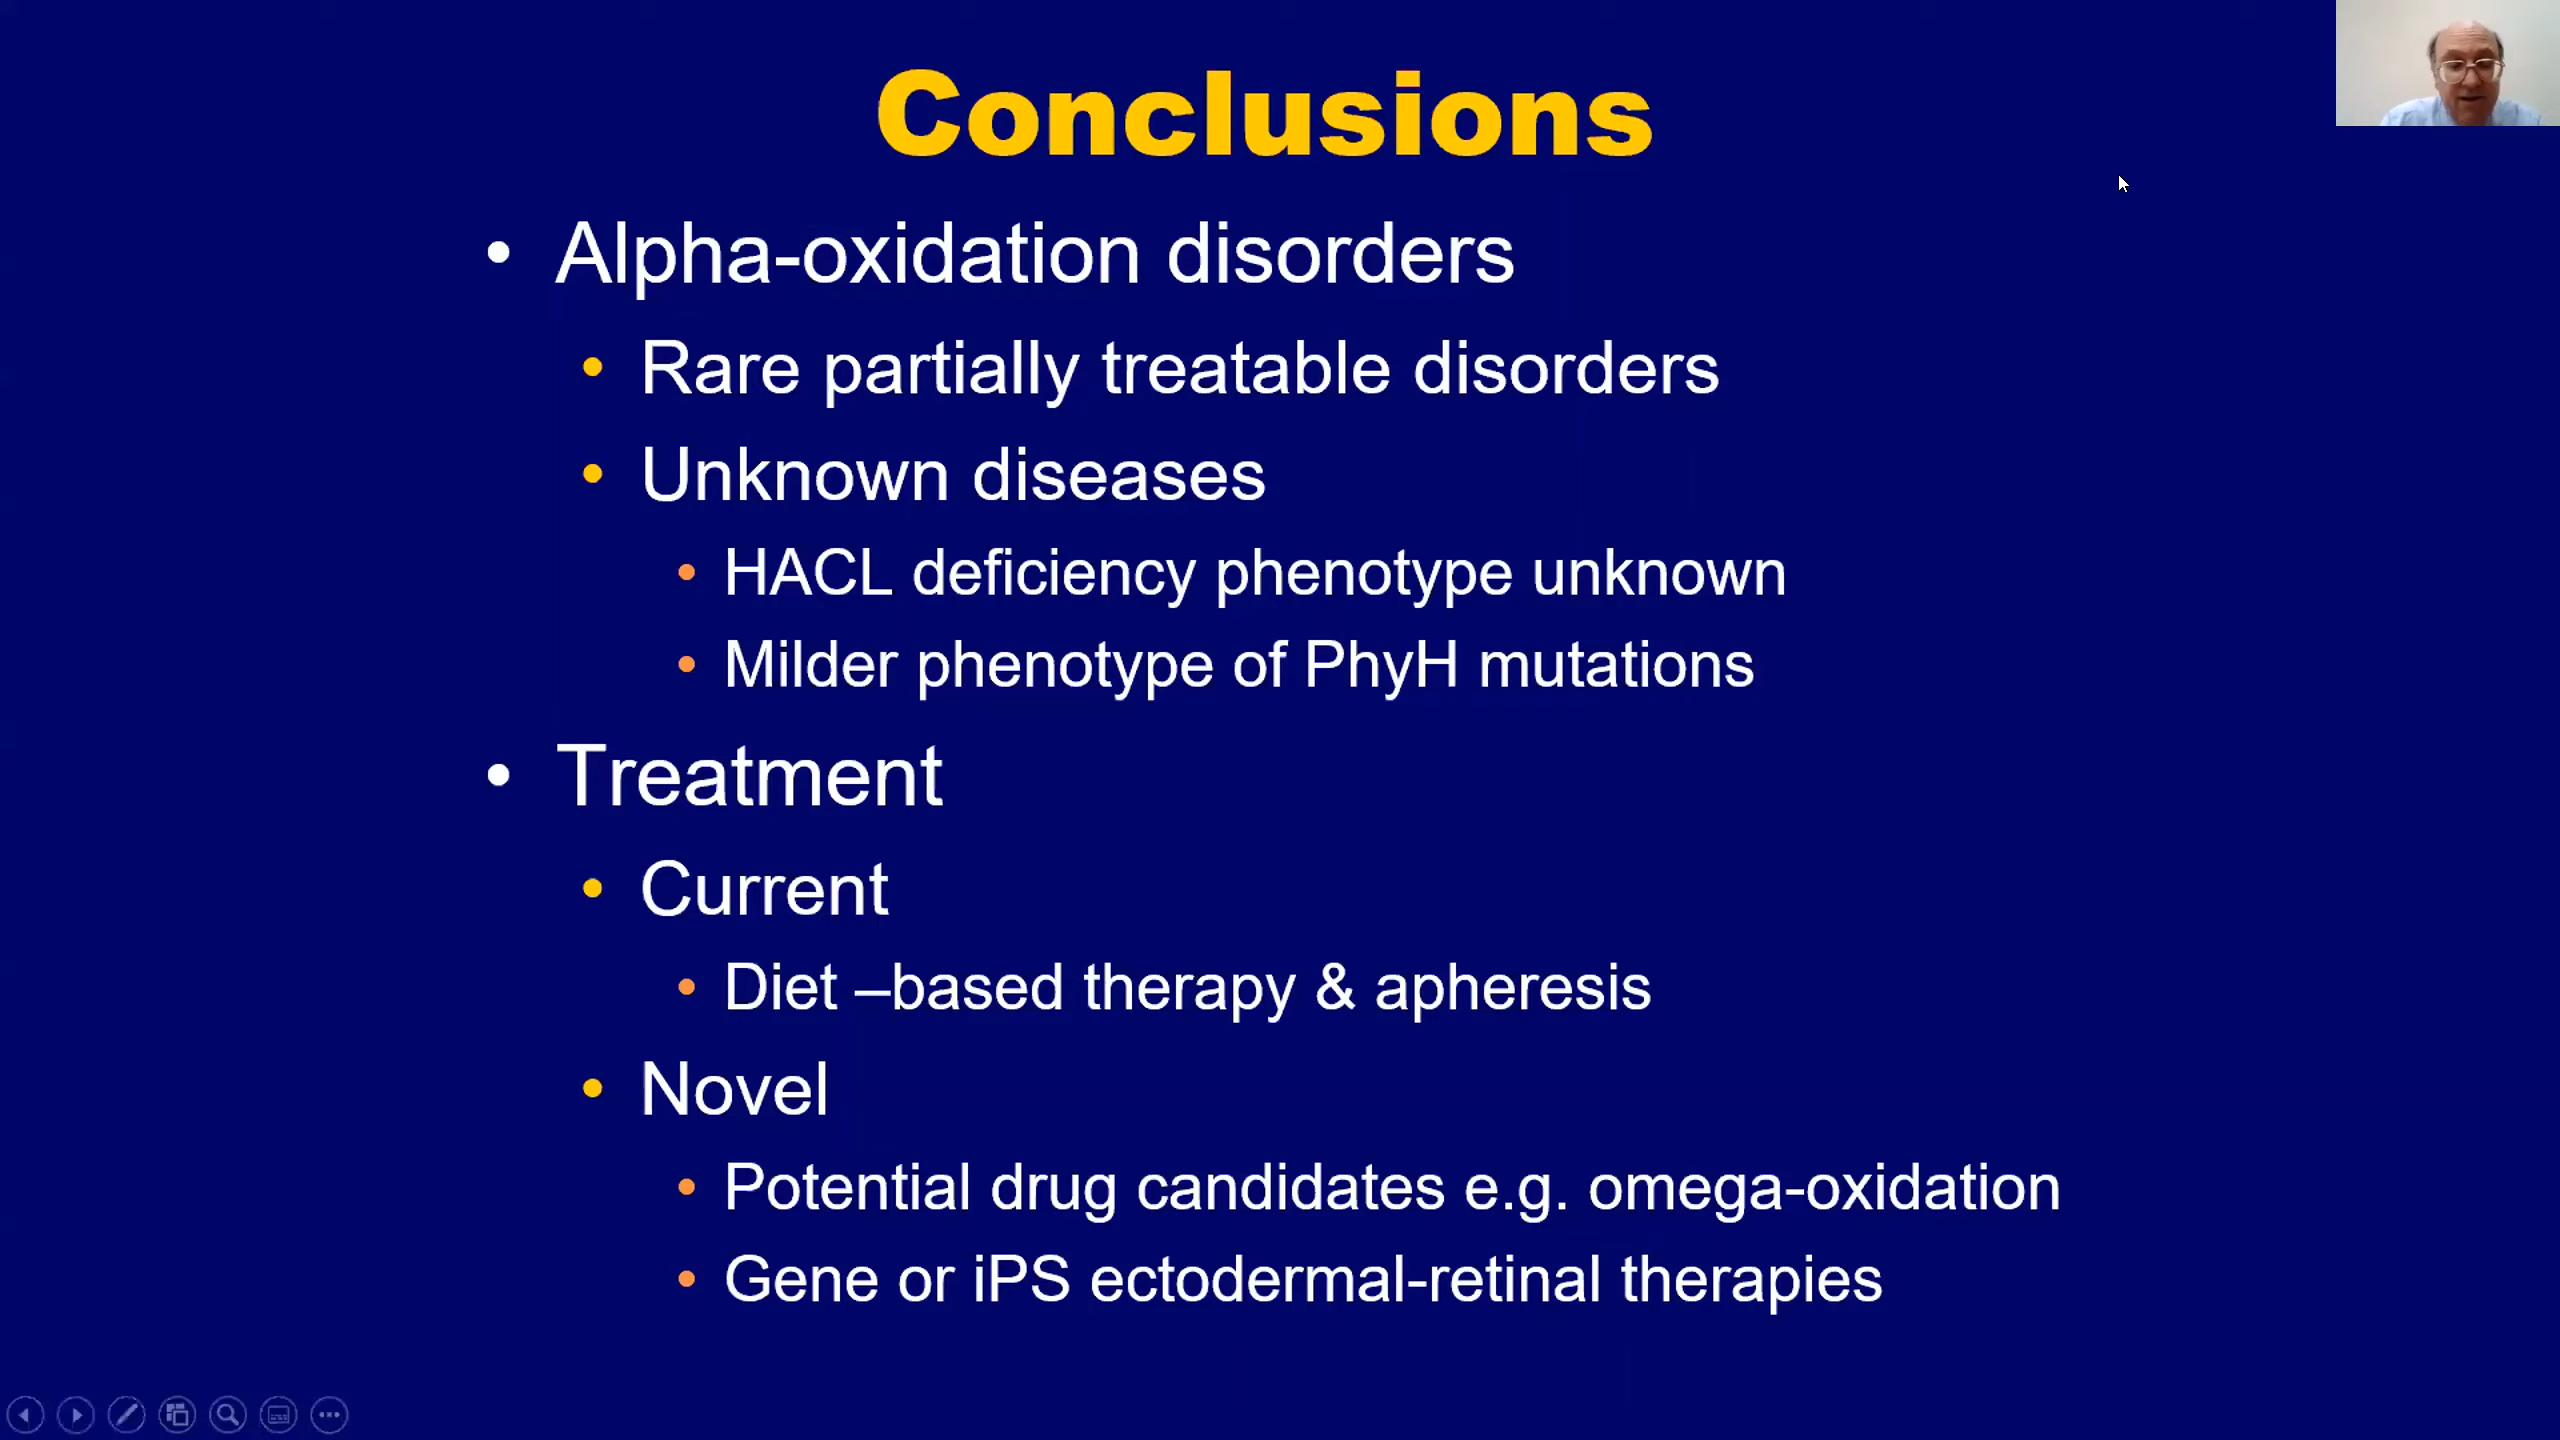 Conclusions
• Alpha-oxidation disorders
• Rare partially treatable disorders
• Unknown diseases
• HACL deficiency phenotype unknown
• Milder phenotype of PhyH mutations
• Treatment
• Current
• Diet –based therapy & apheresis
• Novel
• Potential drug candidates e.g. omega-oxidation
• Gene or iPS ectodermal-retinal therapies